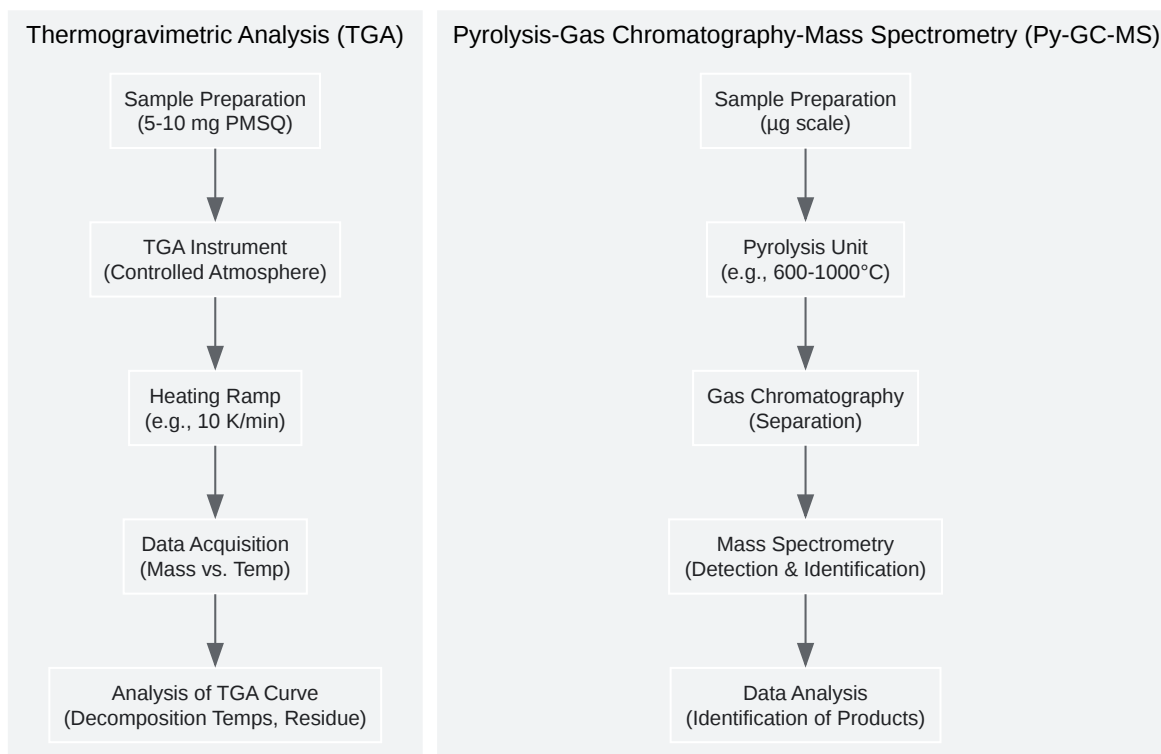 Thermogravimetric Analysis (TGA)
Sample Preparation
(5-10 mg PMSQ)
TGA Instrument
(Controlled Atmosphere)
Heating Ramp
(e.g., 10 K/min)
Data Acquisition
(Mass vs. Temp)
Analysis of TGA Curve
(Decomposition Temps, Residue)
Pyrolysis-Gas Chromatography-Mass Spectrometry (Py-GC-MS)
Sample Preparation
(µg scale)
Pyrolysis Unit
(e.g., 600-1000°C)
Gas Chromatography
(Separation)
Mass Spectrometry
(Detection & Identification)
Data Analysis
(Identification of Products)